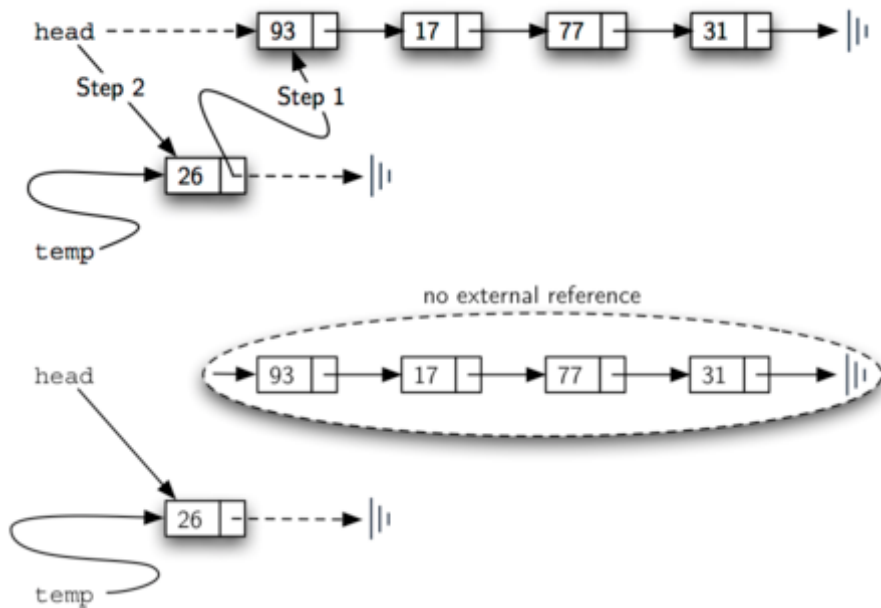 head 93 17 77 31
Step 2 Step 1
26
temp
no external reference
head 93 17 77 31
26
temp